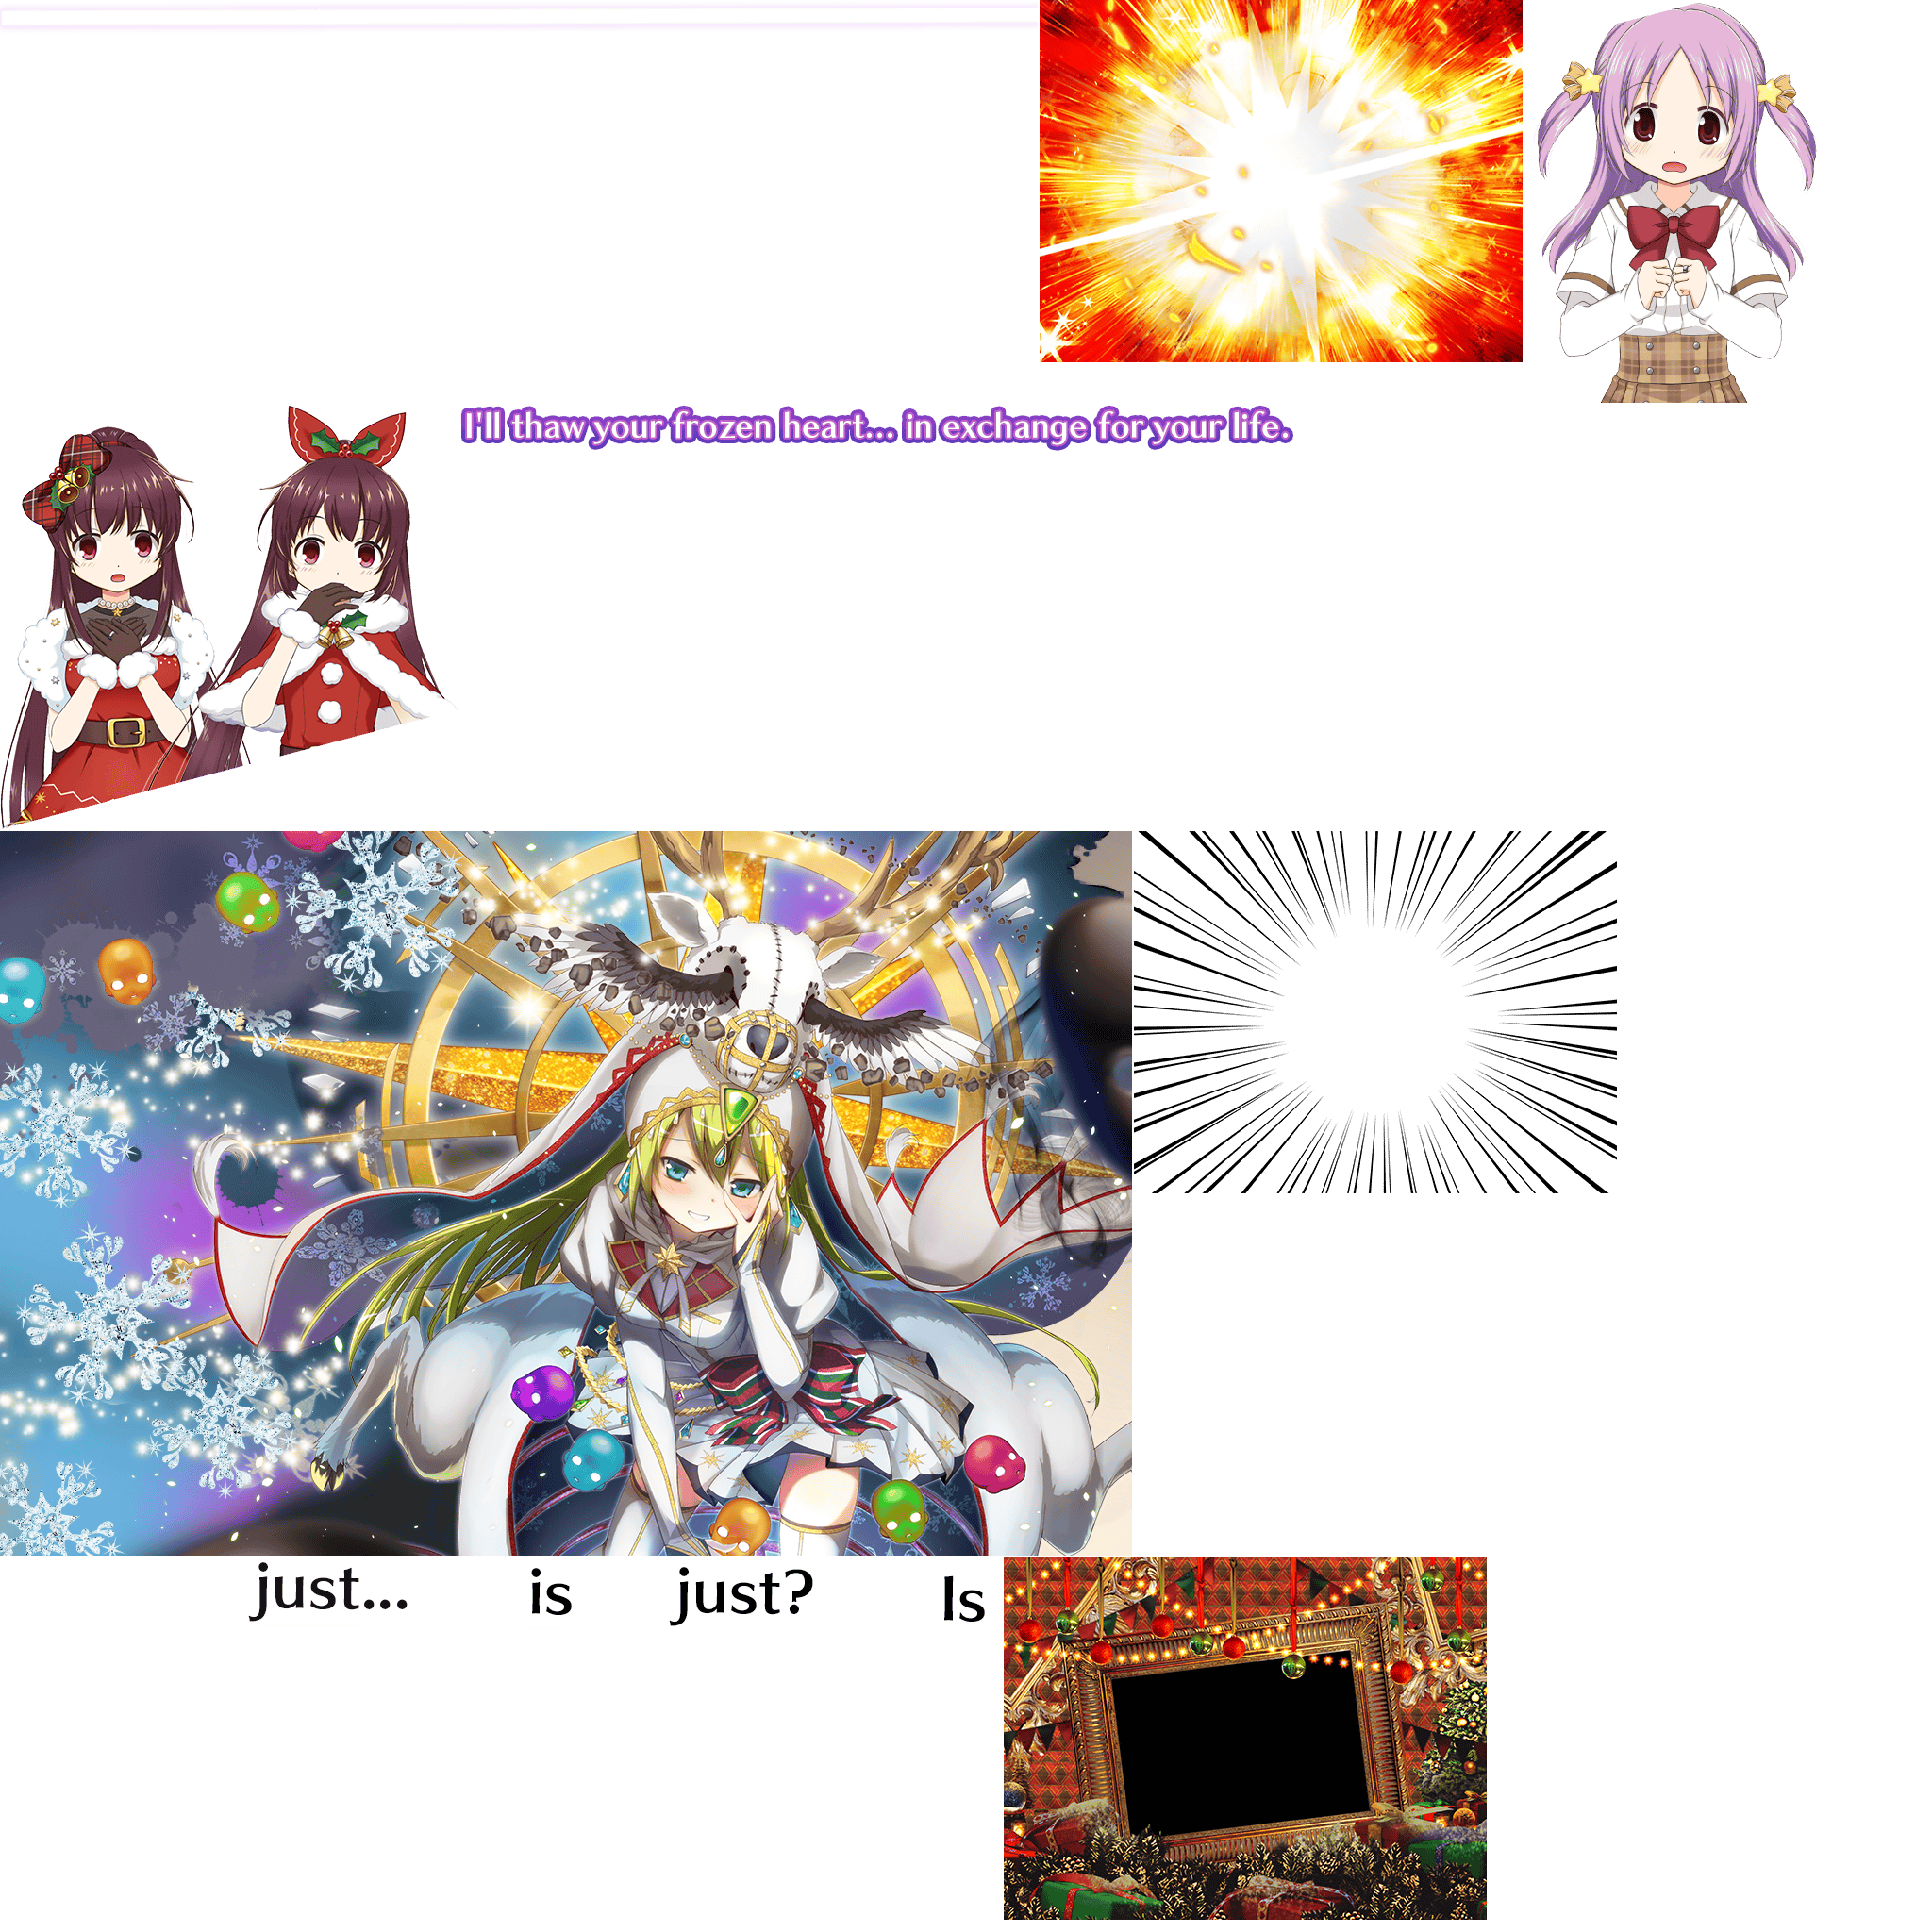 I'll thaw your frozen heart... in exchange for your life.
just... is just? Is